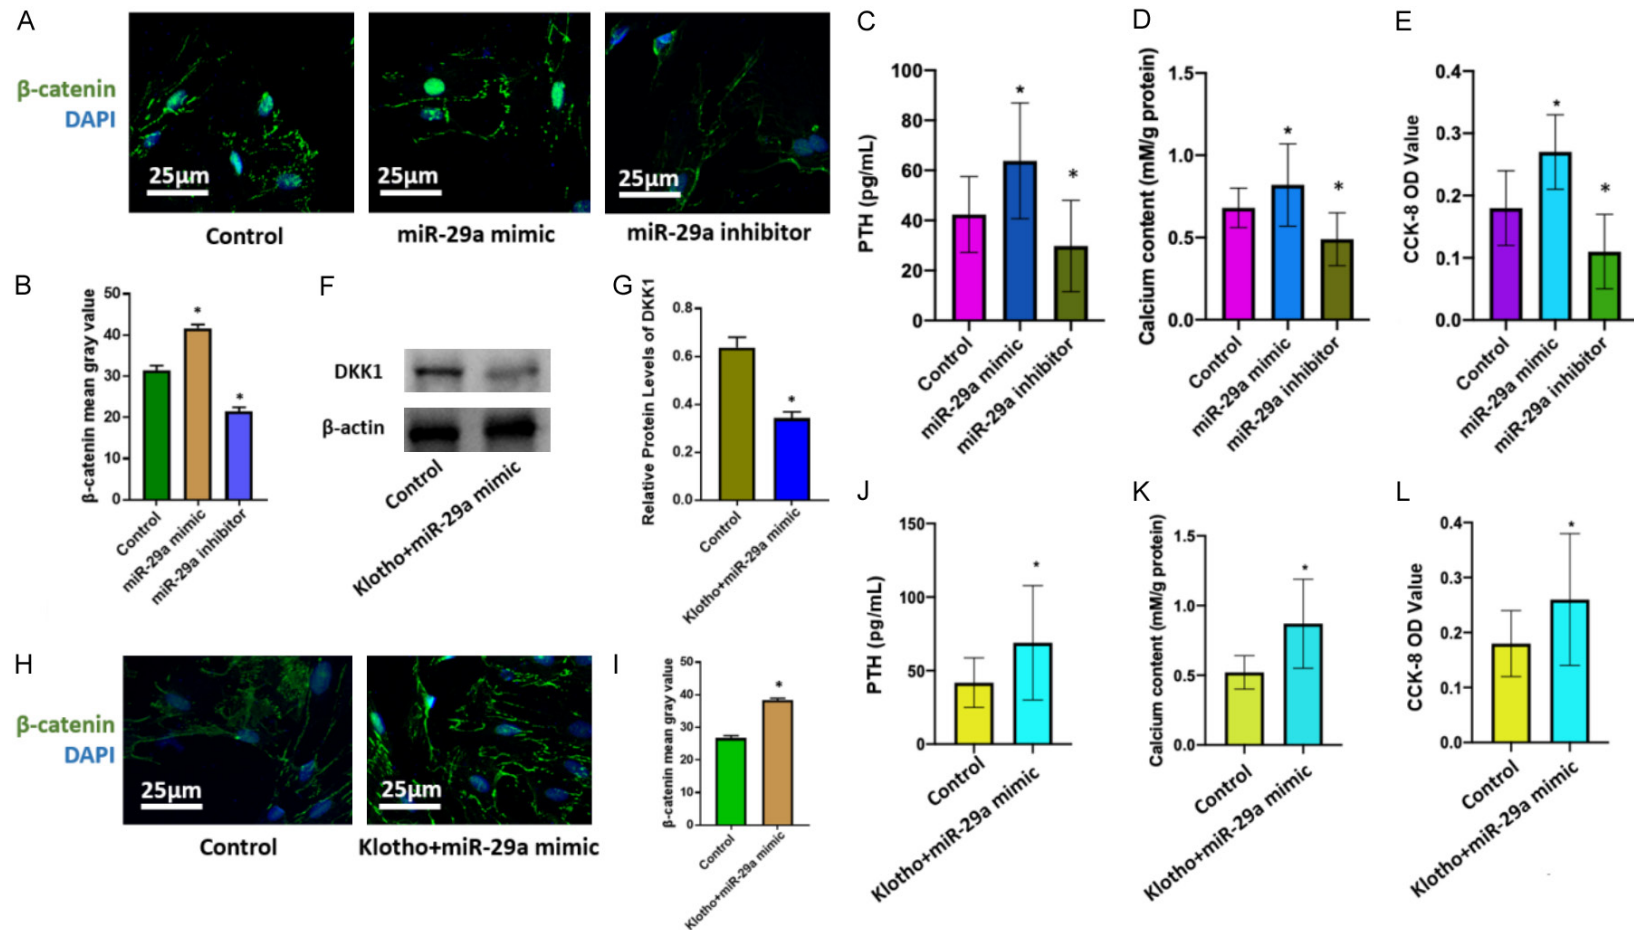 A
β-catenin
DAPI
25μm
25μm
25μm
Control
miR-29a mimic
miR-29a inhibitor
B
β-catenin mean gray value
50
40
30
20
10
0
*
*
Control
miR-29a mimic
miR-29a inhibitor
C
PTH (pg/mL)
100
80
60
40
20
0
*
*
Control
miR-29a mimic
miR-29a inhibitor
D
Calcium content (mM/g protein)
1.5
1.0
0.5
0.0
*
*
Control
miR-29a mimic
miR-29a inhibitor
E
CCK-8 OD Value
0.4
0.3
0.2
0.1
0.0
*
*
Control
miR-29a mimic
miR-29a inhibitor
F
DKK1
β-actin
Control
Klotho+miR-29a mimic
G
Relative Protein Levels of DKK1
0.8
0.6
0.4
0.2
0.0
*
Control
Klotho+miR-29a mimic
H
β-catenin
DAPI
25μm
25μm
Control
Klotho+miR-29a mimic
I
β-catenin mean gray value
50
40
30
20
10
0
*
Control
Klotho+miR-29a mimic
J
PTH (pg/mL)
150
100
50
0
*
Control
Klotho+miR-29a mimic
K
Calcium content (mM/g protein)
1.5
1.0
0.5
0.0
*
Control
Klotho+miR-29a mimic
L
CCK-8 OD Value
0.4
0.3
0.2
0.1
0.0
*
Control
Klotho+miR-29a mimic